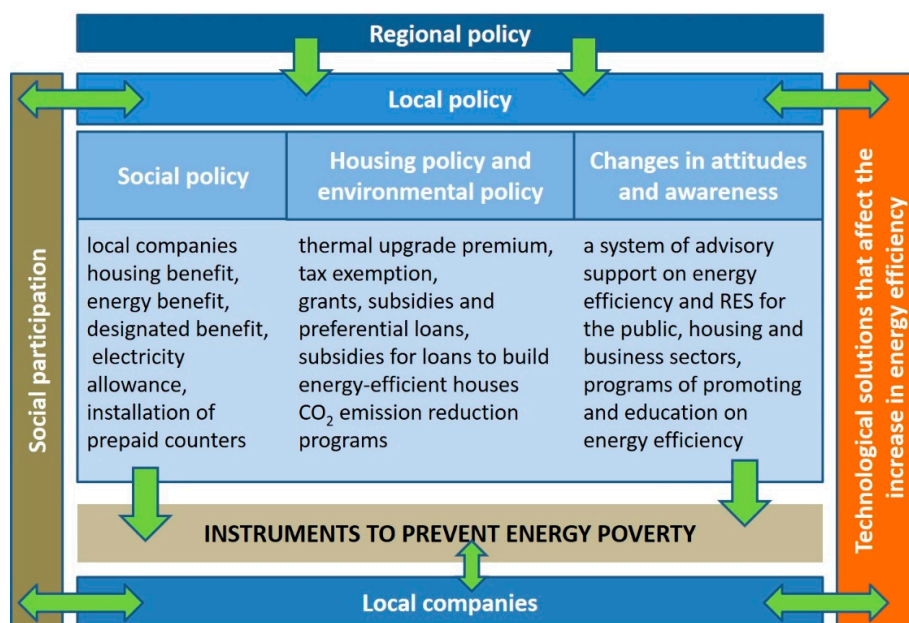 Regional policy
Local policy
Social policy
Housing policy and
environmental policy
Changes in attitudes
and awareness
local companies
housing benefit,
energy benefit,
designated benefit,
electricity
allowance,
installation of
prepaid counters
thermal upgrade premium,
tax exemption,
grants, subsidies and
preferential loans,
subsidies for loans to build
energy-efficient houses
CO₂ emission reduction
programs
a system of advisory
support on energy
efficiency and RES for
the public, housing and
business sectors,
programs of promoting
and education on
energy efficiency
Social participation
Technological solutions that affect the
increase in energy efficiency
INSTRUMENTS TO PREVENT ENERGY POVERTY
Local companies